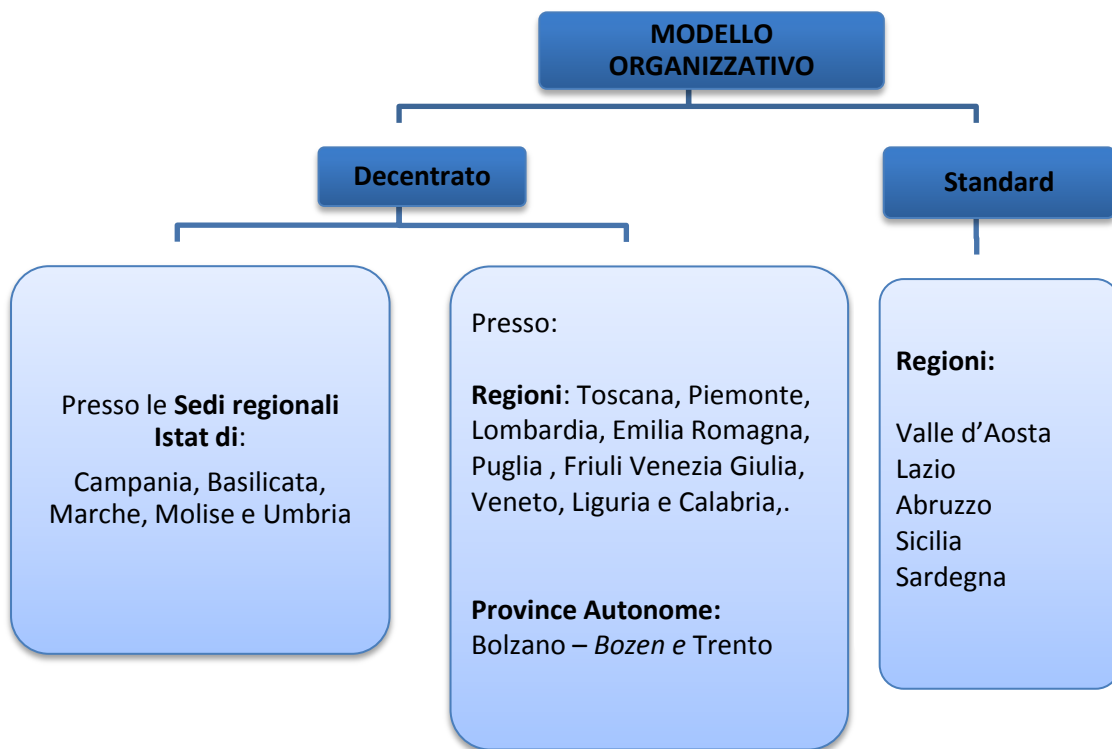 MODELLO
ORGANIZZATIVO
Decentrato
Standard
Presso le Sedi regionali
Istat di:
Campania, Basilicata,
Marche, Molise e Umbria
Presso:
Regioni: Toscana, Piemonte,
Lombardia, Emilia Romagna,
Puglia , Friuli Venezia Giulia,
Veneto, Liguria e Calabria,.
Province Autonome:
Bolzano – Bozen e Trento
Regioni:
Valle d’Aosta
Lazio
Abruzzo
Sicilia
Sardegna